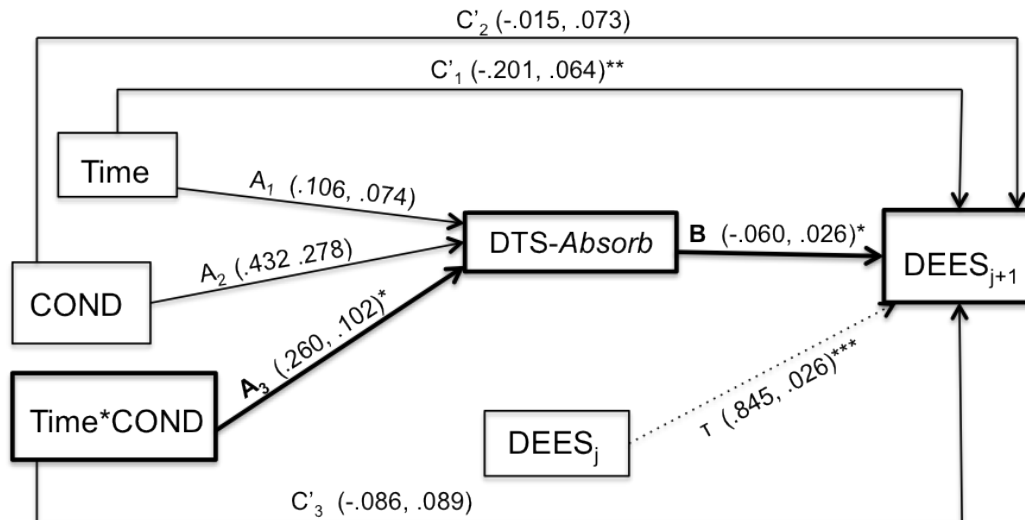 C'₂ (-.015, .073)
C'₁ (-.201, .064)**
Time
A₁ (.106, .074)
DTS-Absorb
B (-.060, .026)*
DEESⱼ₊₁
A₂ (.432 .278)
COND
A₃ (.260, .102)*
Time*COND
DEESⱼ
τ (.845, .026)***
C'₃ (-.086, .089)